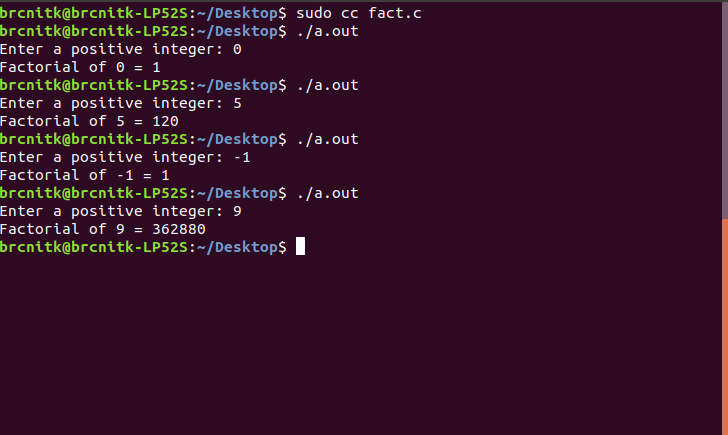 brcnitk@brcnitk-LP52S:~/Desktop$ sudo cc fact.c
brcnitk@brcnitk-LP52S:~/Desktop$ ./a.out
Enter a positive integer: 0
Factorial of 0 = 1
brcnitk@brcnitk-LP52S:~/Desktop$ ./a.out
Enter a positive integer: 5
Factorial of 5 = 120
brcnitk@brcnitk-LP52S:~/Desktop$ ./a.out
Enter a positive integer: -1
Factorial of -1 = 1
brcnitk@brcnitk-LP52S:~/Desktop$ ./a.out
Enter a positive integer: 9
Factorial of 9 = 362880
brcnitk@brcnitk-LP52S:~/Desktop$